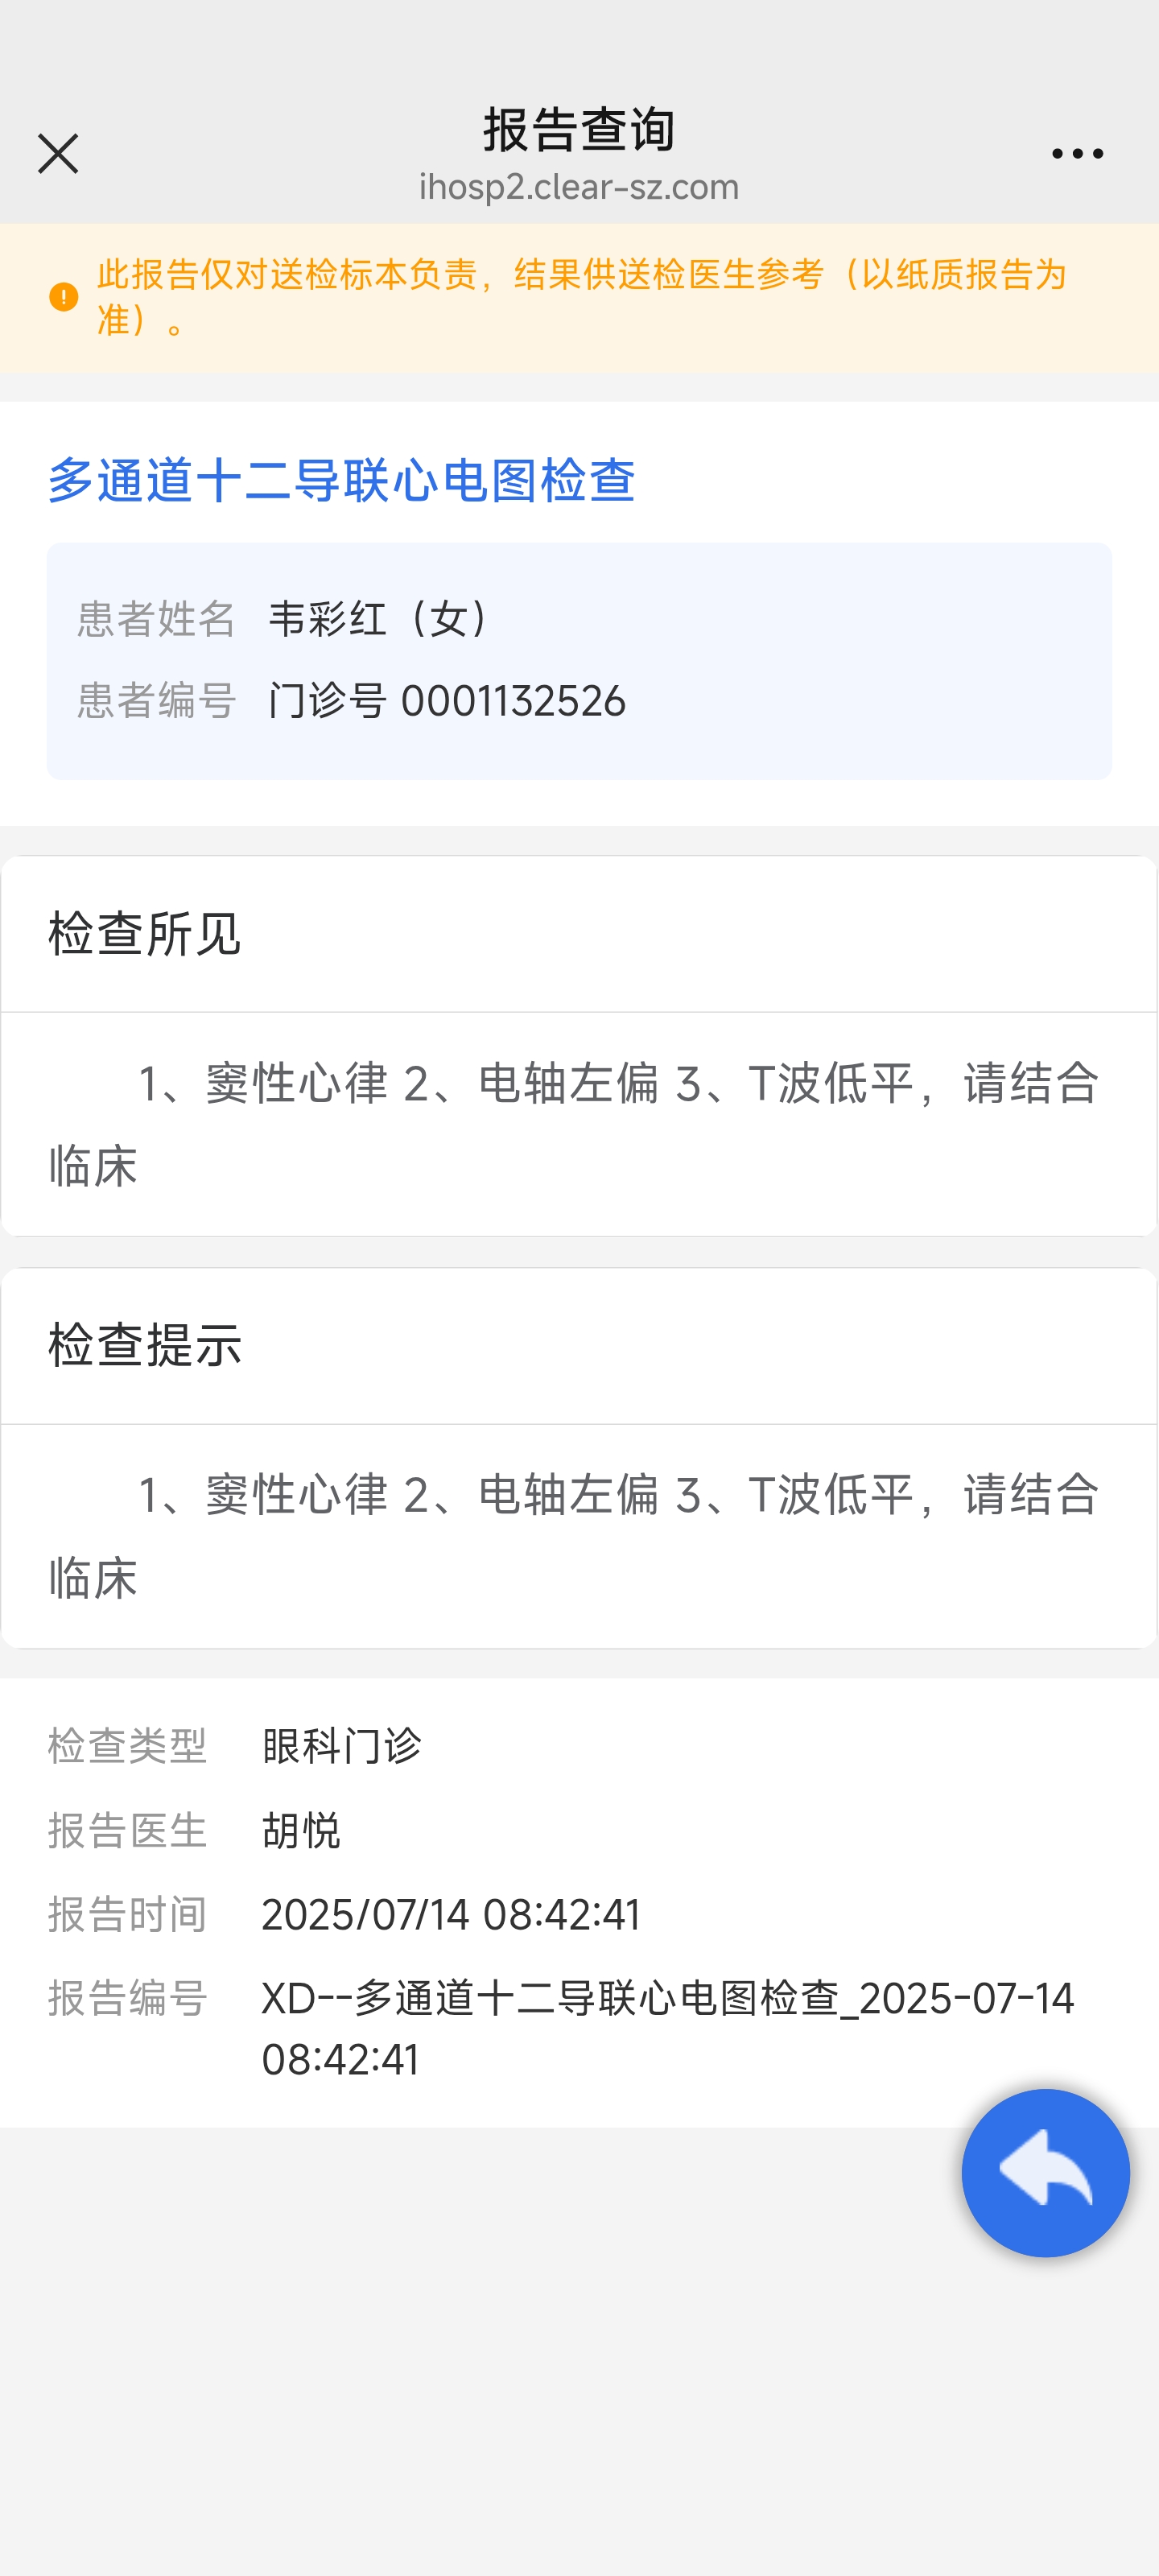 报告查询
ihosp2.clear-sz.com
此报告仅对送检标本负责，结果供送检医生参考（以纸质报告为
准）。
多通道十二导联心电图检查
患者姓名 韦彩红（女）
患者编号 门诊号 0001132526
检查所见
1、窦性心律 2、电轴左偏 3、T波低平，请结合
临床
检查提示
1、窦性心律 2、电轴左偏 3、T波低平，请结合
临床
检查类型 眼科门诊
报告医生 胡悦
报告时间 2025/07/14 08:42:41
报告编号 XD--多通道十二导联心电图检查_2025-07-14
08:42:41